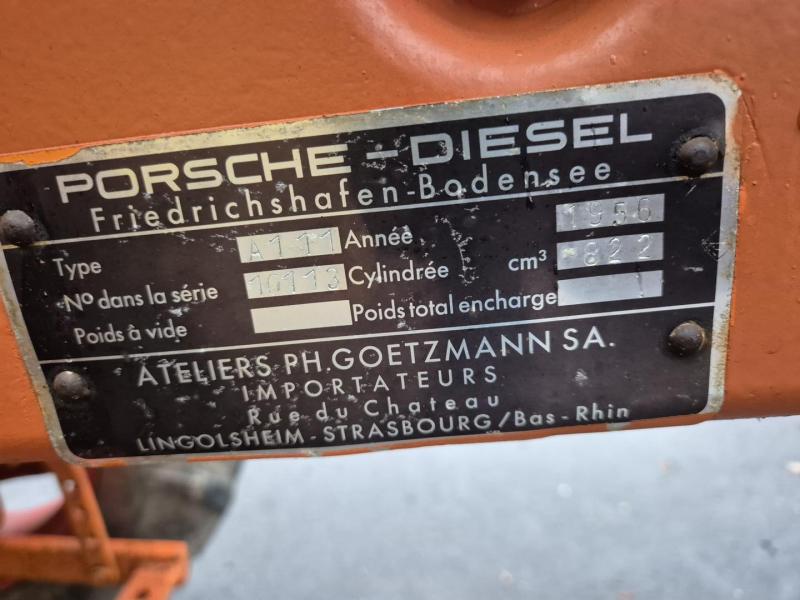 PORSCHE-DIESEL
Friedrichshafen-Bodensee
Type A111 Année 1956
Nº dans la série 10113 Cylindrée cm³ 822
Poids à vide Poids total encharge
ATELIERS PH.GOETZMANN SA.
IMPORTATEURS
Rue du Chateau
LINGOLSHEIM-STRASBOURG/Bas-Rhin